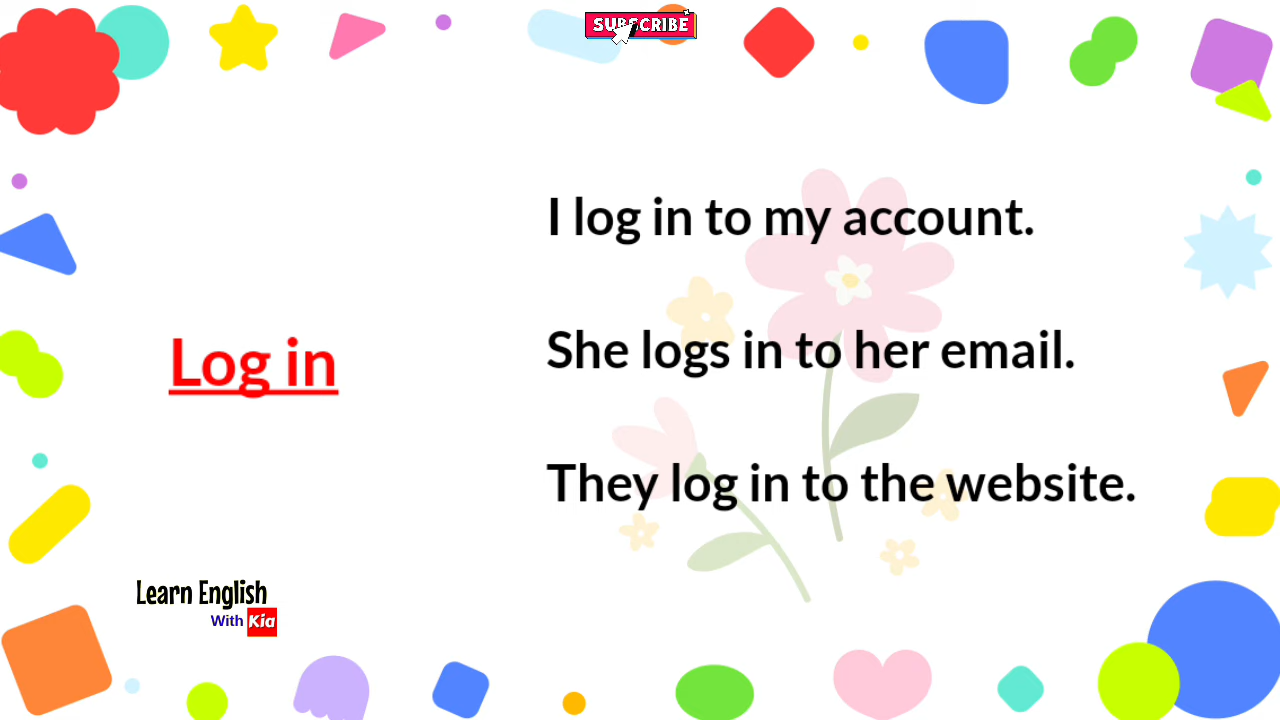 SUBSCRIBE
I log in to my account.
Log in
She logs in to her email.
They log in to the website.
Learn English
With Kia